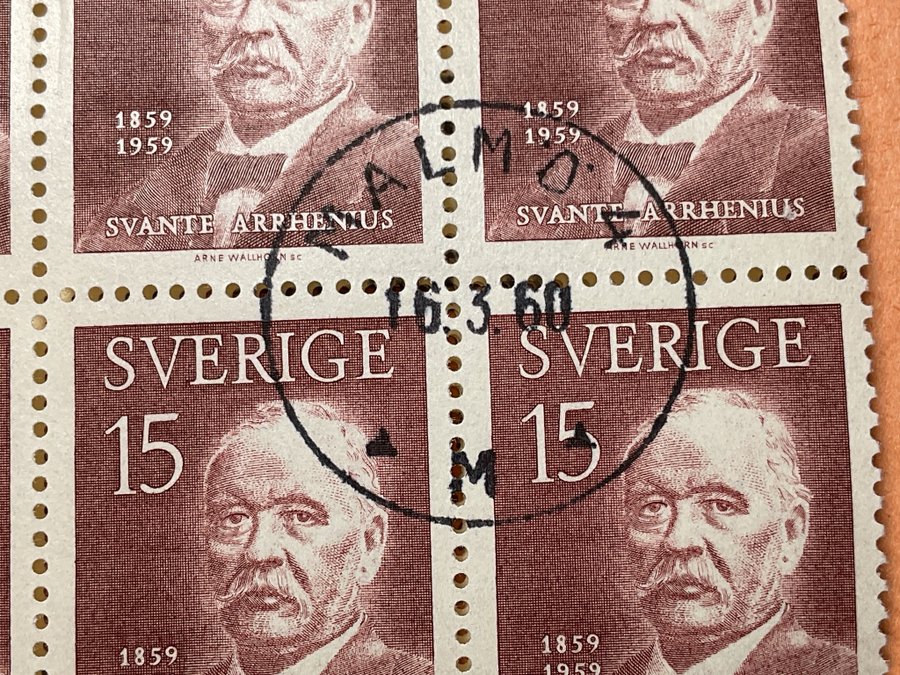 1859
1959
SVANTE ARRHENIUS
ARNE WALLHORN SC
1859
1959
SVANTE ARRHENIUS
ARNE WALLHORN SC
MALMÖ 1
16.3.60
M
SVERIGE
15
1859
SVERIGE
15
1859
1959